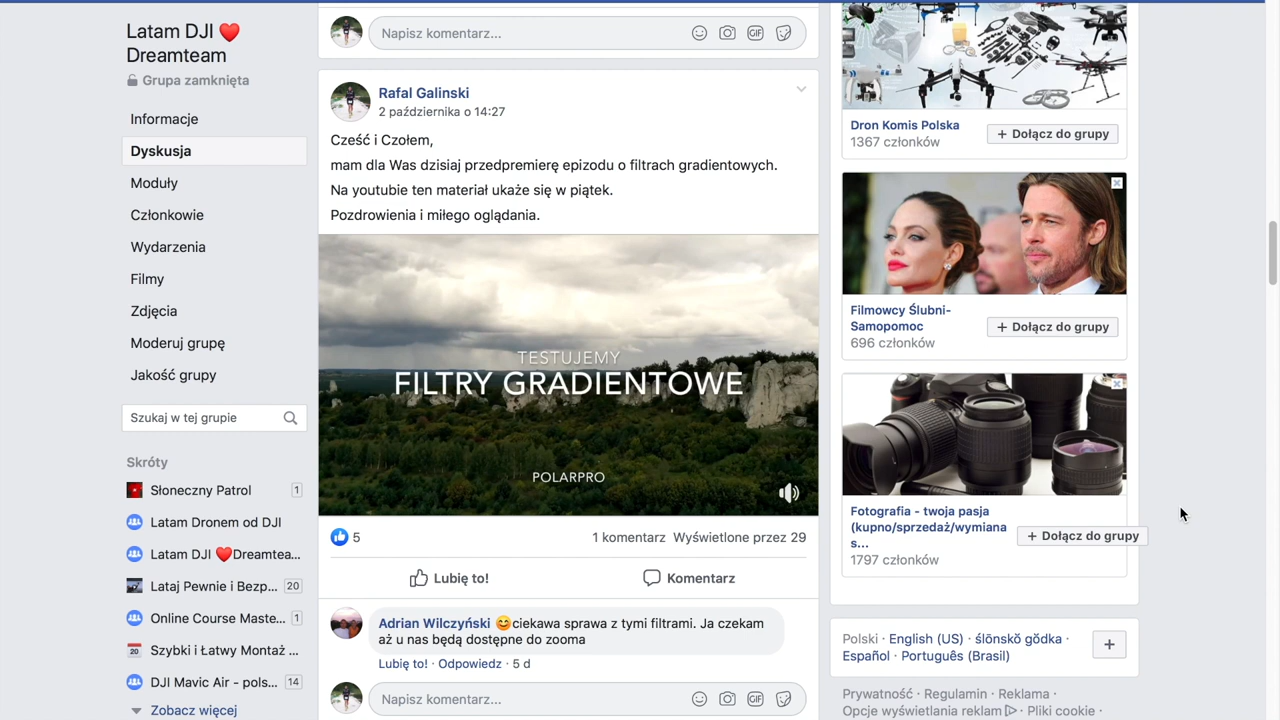 Latam DJI ❤️
Dreamteam
Grupa zamknięta
Informacje
Dyskusja
Moduły
Członkowie
Wydarzenia
Filmy
Zdjęcia
Moderuj grupę
Jakość grupy
Szukaj w tej grupie
Skróty
Słoneczny Patrol 1
Latam Dronem od DJI
Latam DJI ❤️Dreamtea...
Lataj Pewnie i Bezp... 20
Online Course Maste... 1
Szybki i Łatwy Montaż ...
DJI Mavic Air - pols... 14
Zobacz więcej
Napisz komentarz...
GIF
Rafal Galinski
2 października o 14:27
Cześć i Czołem,
mam dla Was dzisiaj przedpremierę epizodu o filtrach gradientowych.
Na youtubie ten materiał ukaże się w piątek.
Pozdrowienia i miłego oglądania.
TESTUJEMY
FILTRY GRADIENTOWE
POLARPRO
5
1 komentarz Wyświetlone przez 29
Lubię to! Komentarz
Adrian Wilczyński 😊ciekawa sprawa z tymi filtrami. Ja czekam
aż u nas będą dostępne do zooma
Lubię to! · Odpowiedz · 5 d
Napisz komentarz...
GIF
Dron Komis Polska
1367 członków
+ Dołącz do grupy
Filmowcy Ślubni-
Samopomoc
696 członków
+ Dołącz do grupy
Fotografia - twoja pasja
(kupno/sprzedaż/wymiana
s...
1797 członków
+ Dołącz do grupy
Polski · English (US) · ślōnskŏ gŏdka ·
Español · Português (Brasil)
+
Prywatność · Regulamin · Reklama ·
Opcje wyświetlania reklam · Pliki cookie ·